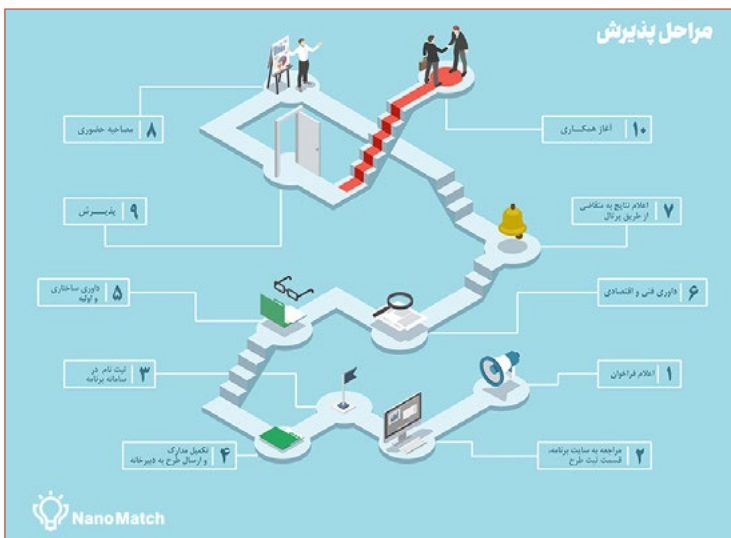 مراحل پذیرش
۱ اعلام فراخوان
۲ مراجعه به سایت برنامه،
قسمت ثبت طرح
۳ ثبت نام در
سامانه برنامه
۴ تکمیل مدارک
و ارسال طرح به دبیرخانه
۵ داوری ساختاری
و اولیه
۶ داوری فنی و اقتصادی
۷ اعلام نتایج به متقاضی
از طریق پرتال
۸ مصاحبه حضوری
۹ پذیــــرش
۱۰ آغاز همکــاری
NanoMatch